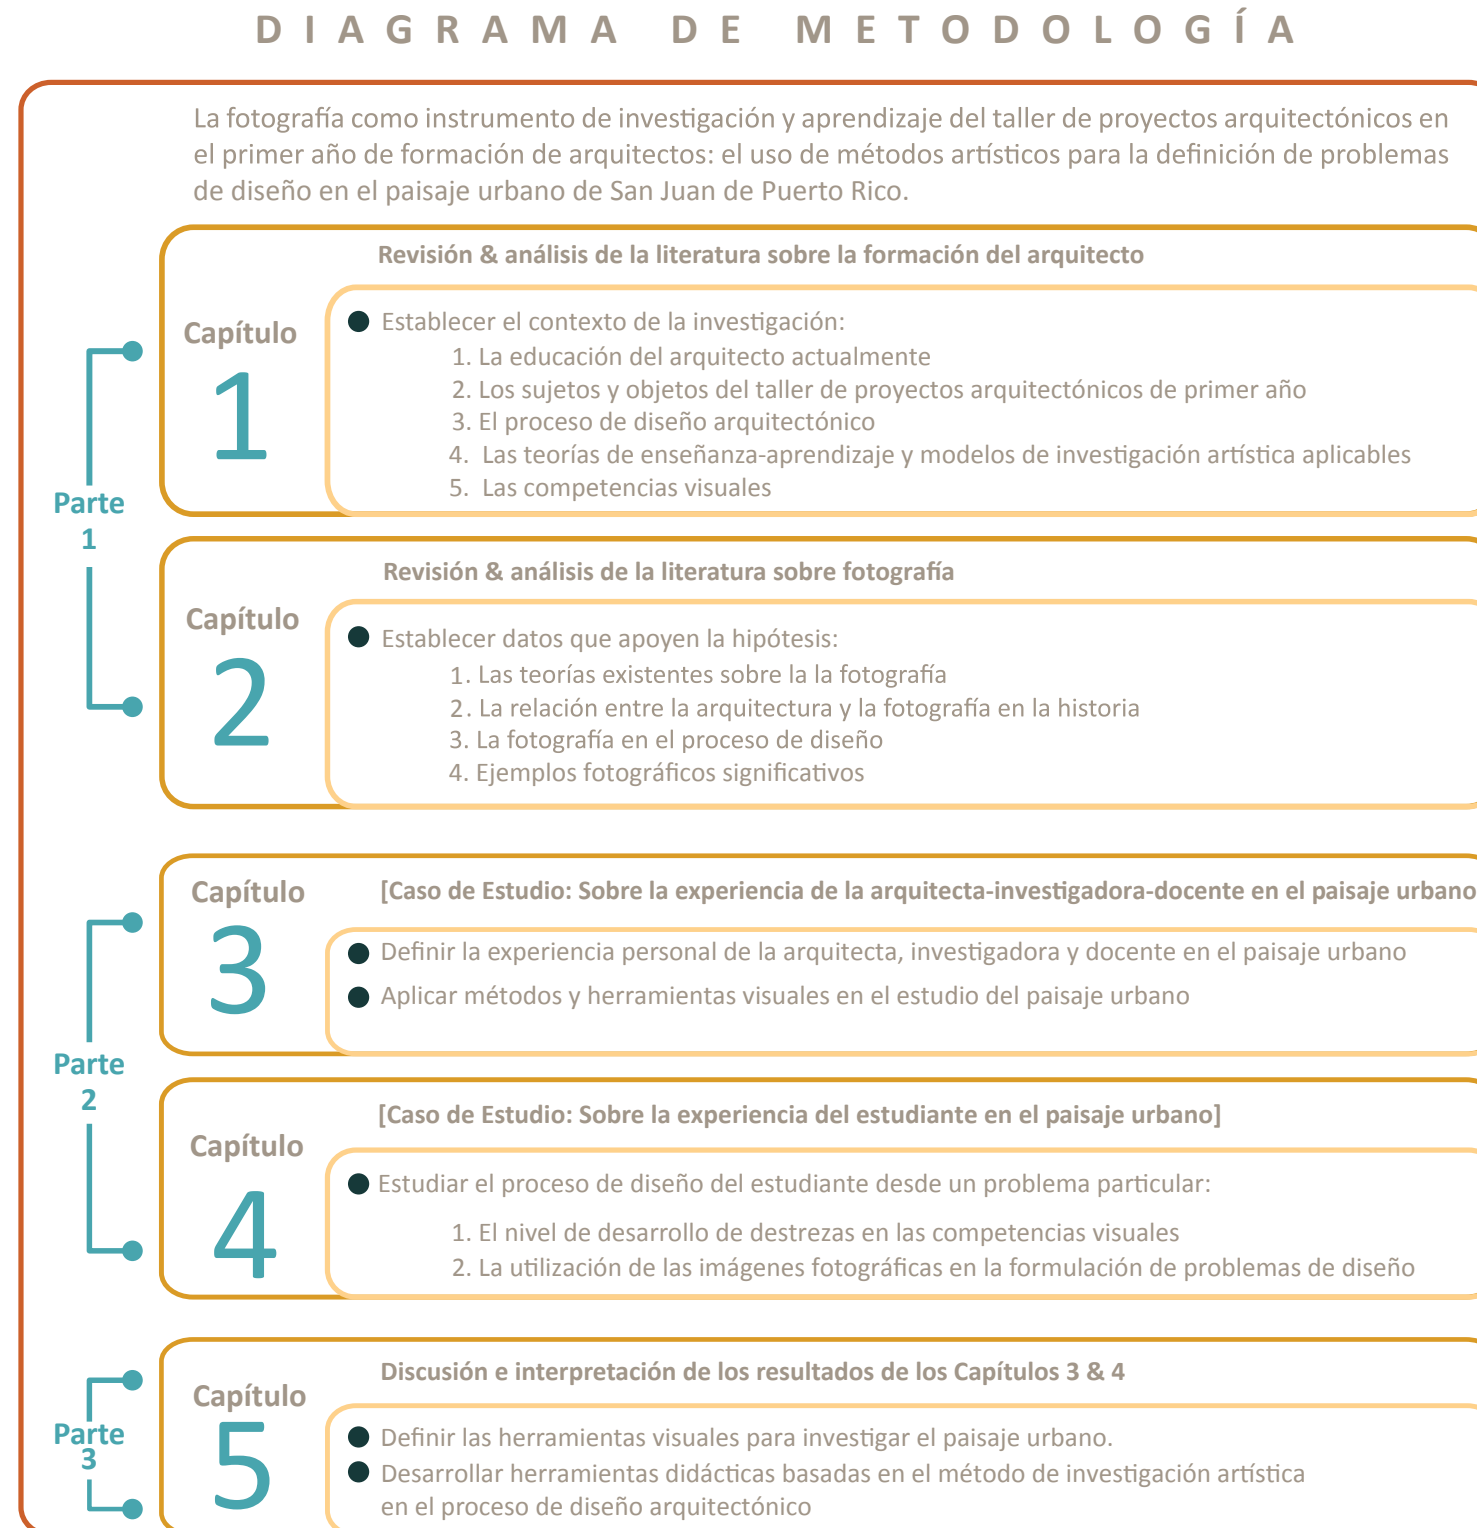 DIAGRAMA DE METODOLOGÍA
La fotografía como instrumento de investigación y aprendizaje del taller de proyectos arquitectónicos en
el primer año de formación de arquitectos: el uso de métodos artísticos para la definición de problemas
de diseño en el paisaje urbano de San Juan de Puerto Rico.
Parte
1
Capítulo
1
Revisión & análisis de la literatura sobre la formación del arquitecto
Establecer el contexto de la investigación:
1. La educación del arquitecto actualmente
2. Los sujetos y objetos del taller de proyectos arquitectónicos de primer año
3. El proceso de diseño arquitectónico
4. Las teorías de enseñanza-aprendizaje y modelos de investigación artística aplicables
5. Las competencias visuales
Capítulo
2
Revisión & análisis de la literatura sobre fotografía
Establecer datos que apoyen la hipótesis:
1. Las teorías existentes sobre la la fotografía
2. La relación entre la arquitectura y la fotografía en la historia
3. La fotografía en el proceso de diseño
4. Ejemplos fotográficos significativos
Parte
2
Capítulo
3
[Caso de Estudio: Sobre la experiencia de la arquitecta-investigadora-docente en el paisaje urbano
Definir la experiencia personal de la arquitecta, investigadora y docente en el paisaje urbano
Aplicar métodos y herramientas visuales en el estudio del paisaje urbano
Capítulo
4
[Caso de Estudio: Sobre la experiencia del estudiante en el paisaje urbano]
Estudiar el proceso de diseño del estudiante desde un problema particular:
1. El nivel de desarrollo de destrezas en las competencias visuales
2. La utilización de las imágenes fotográficas en la formulación de problemas de diseño
Parte
3
Capítulo
5
Discusión e interpretación de los resultados de los Capítulos 3 & 4
Definir las herramientas visuales para investigar el paisaje urbano.
Desarrollar herramientas didácticas basadas en el método de investigación artística
en el proceso de diseño arquitectónico